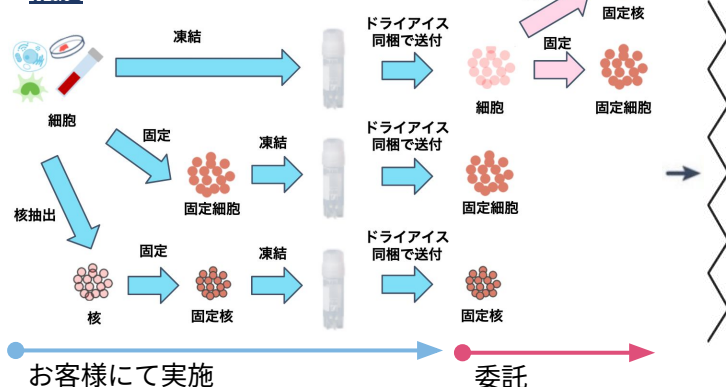 凍結
ドライアイス
同梱で送付
固定核
固定
細胞
細胞
固定細胞
固定
凍結
ドライアイス
同梱で送付
固定細胞
固定細胞
核抽出
固定
凍結
ドライアイス
同梱で送付
核
固定核
固定核
お客様にて実施
委託